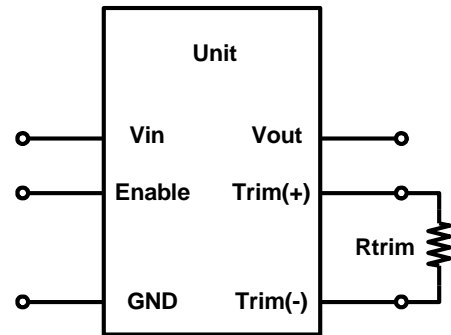 Unit
Vin
Vout
Enable
Trim(+)
Rtrim
GND
Trim(-)